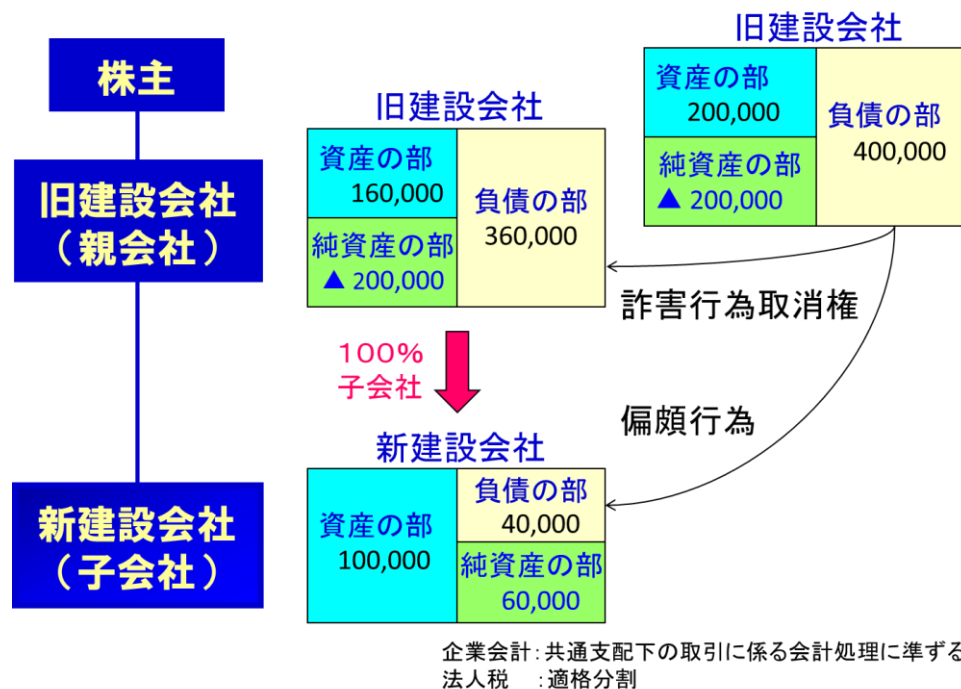 株主
旧建設会社
（親会社）
新建設会社
（子会社）
旧建設会社
資産の部
160,000
純資産の部
▲ 200,000
負債の部
360,000
100%
子会社
新建設会社
資産の部
100,000
負債の部
40,000
純資産の部
60,000
旧建設会社
資産の部
200,000
純資産の部
▲ 200,000
負債の部
400,000
詐害行為取消権
偏頗行為
企業会計：共通支配下の取引に係る会計処理に準ずる
法人税　：適格分割